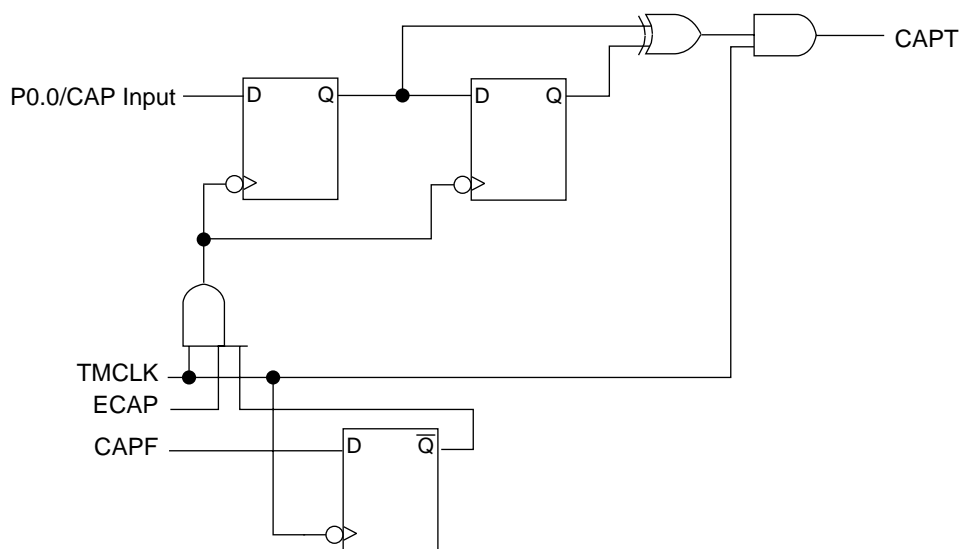 CAPT
P0.0/CAP Input
D Q
D Q
TMCLK
ECAP
CAPF
D Q̅